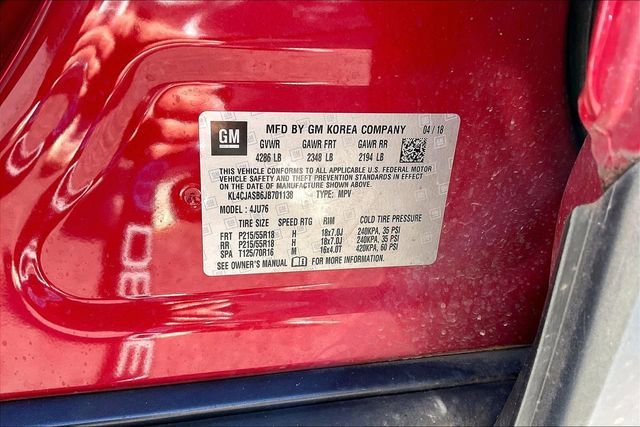 GM
MFD BY GM KOREA COMPANY 04/18
GVWR GAWR FRT GAWR RR
4286 LB 2348 LB 2194 LB
THIS VEHICLE CONFORMS TO ALL APPLICABLE U.S. FEDERAL MOTOR
VEHICLE SAFETY AND THEFT PREVENTION STANDARDS IN EFFECT
ON THE DATE OF MANUFACTURE SHOWN ABOVE.
KL4CJASB6JB701138 TYPE: MPV
MODEL: 4JU76
TIRE SIZE SPEED RTG RIM COLD TIRE PRESSURE
FRT P215/55R18 H 18x7.0J 240KPA, 35 PSI
RR P215/55R18 H 18x7.0J 240KPA, 35 PSI
SPA T125/70R16 M 16x4.0T 420KPA, 60 PSI
SEE OWNER'S MANUAL FOR MORE INFORMATION.